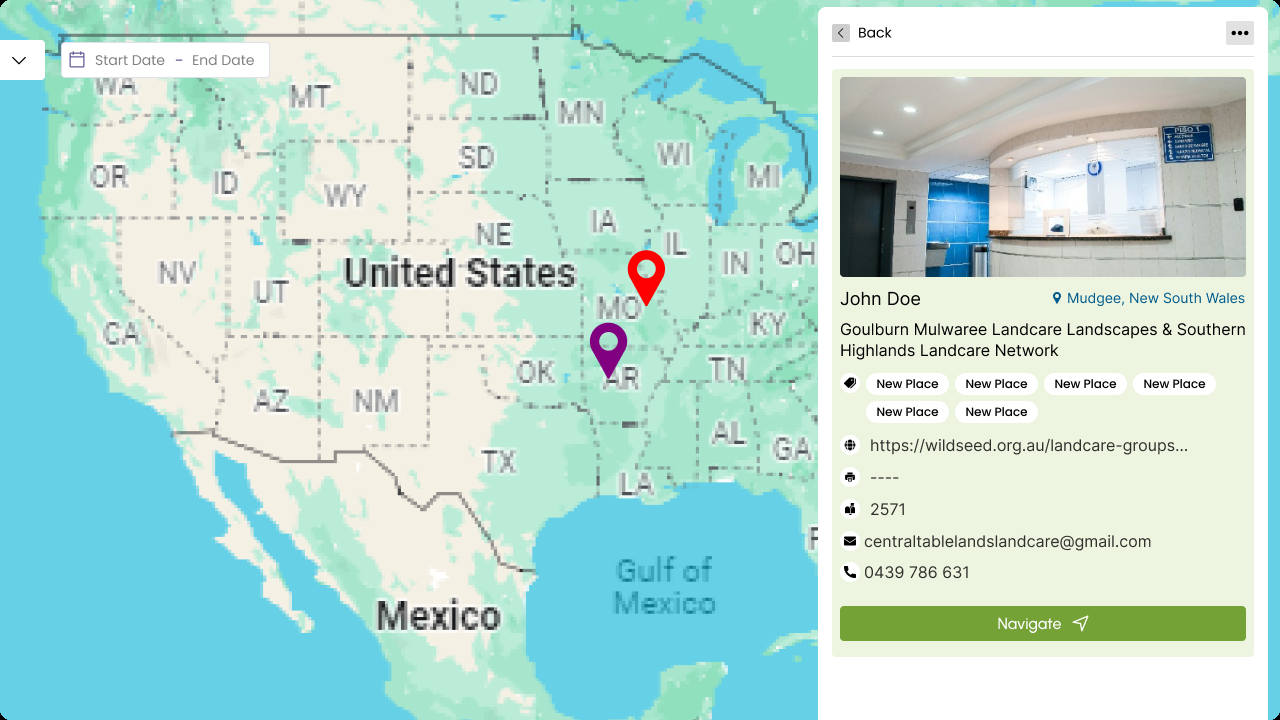 Back
•••
Start Date - End Date
WA
MT
ND
MN
OR
ID
SD
WI
WY
MI
IA
NE
IL
IN
OH
NV
UT
United States
MO
CA
KY
AZ
NM
OK
AR
TN
TX
AL
GA
LA
F
Gulf of
Mexico
Mexico
PISO 1
John Doe
Mudgee, New South Wales
Goulburn Mulwaree Landcare Landscapes & Southern
Highlands Landcare Network
New Place New Place New Place New Place
New Place New Place
https://wildseed.org.au/landcare-groups...
----
2571
centraltablelandslandcare@gmail.com
0439 786 631
Navigate